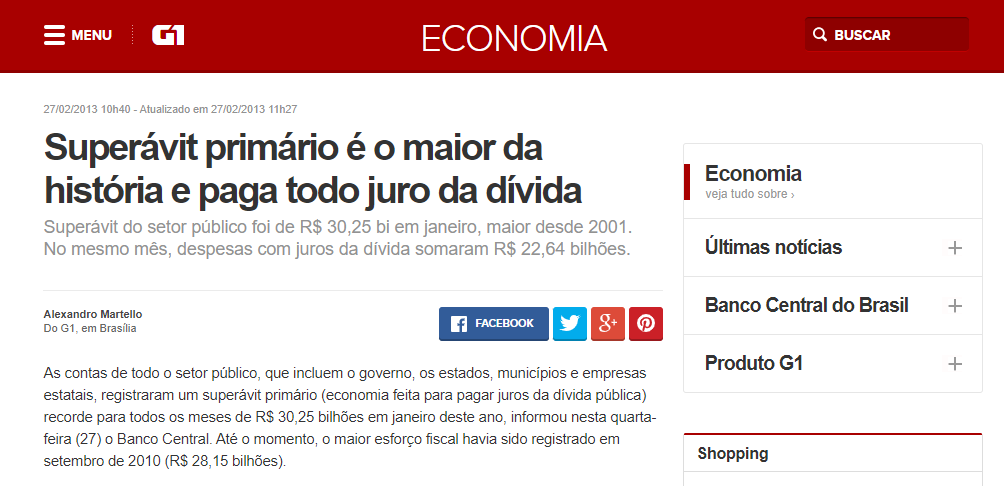 MENU
G1
ECONOMIA
BUSCAR
27/02/2013 10h40 - Atualizado em 27/02/2013 11h27
Superávit primário é o maior da
história e paga todo juro da dívida
Superávit do setor público foi de R$ 30,25 bi em janeiro, maior desde 2001.
No mesmo mês, despesas com juros da dívida somaram R$ 22,64 bilhões.
Alexandro Martello
Do G1, em Brasília
FACEBOOK
g+
As contas de todo o setor público, que incluem o governo, os estados, municípios e empresas
estatais, registraram um superávit primário (economia feita para pagar juros da dívida pública)
recorde para todos os meses de R$ 30,25 bilhões em janeiro deste ano, informou nesta quarta-
feira (27) o Banco Central. Até o momento, o maior esforço fiscal havia sido registrado em
setembro de 2010 (R$ 28,15 bilhões).
Economia
veja tudo sobre ›
Últimas notícias +
Banco Central do Brasil +
Produto G1 +
Shopping